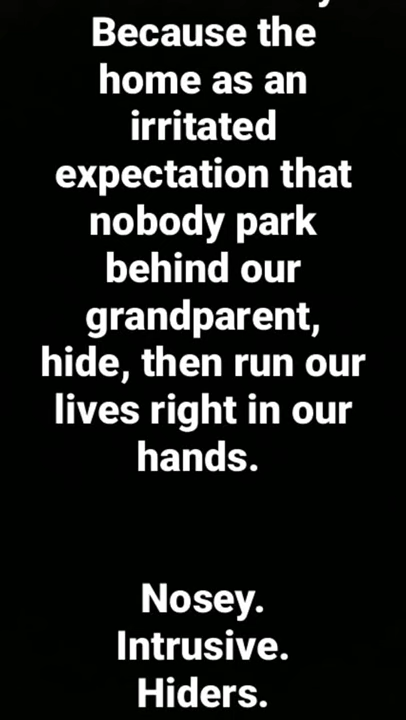 Because the
home as an
irritated
expectation that
nobody park
behind our
grandparent,
hide, then run our
lives right in our
hands.
Nosey.
Intrusive.
Hiders.